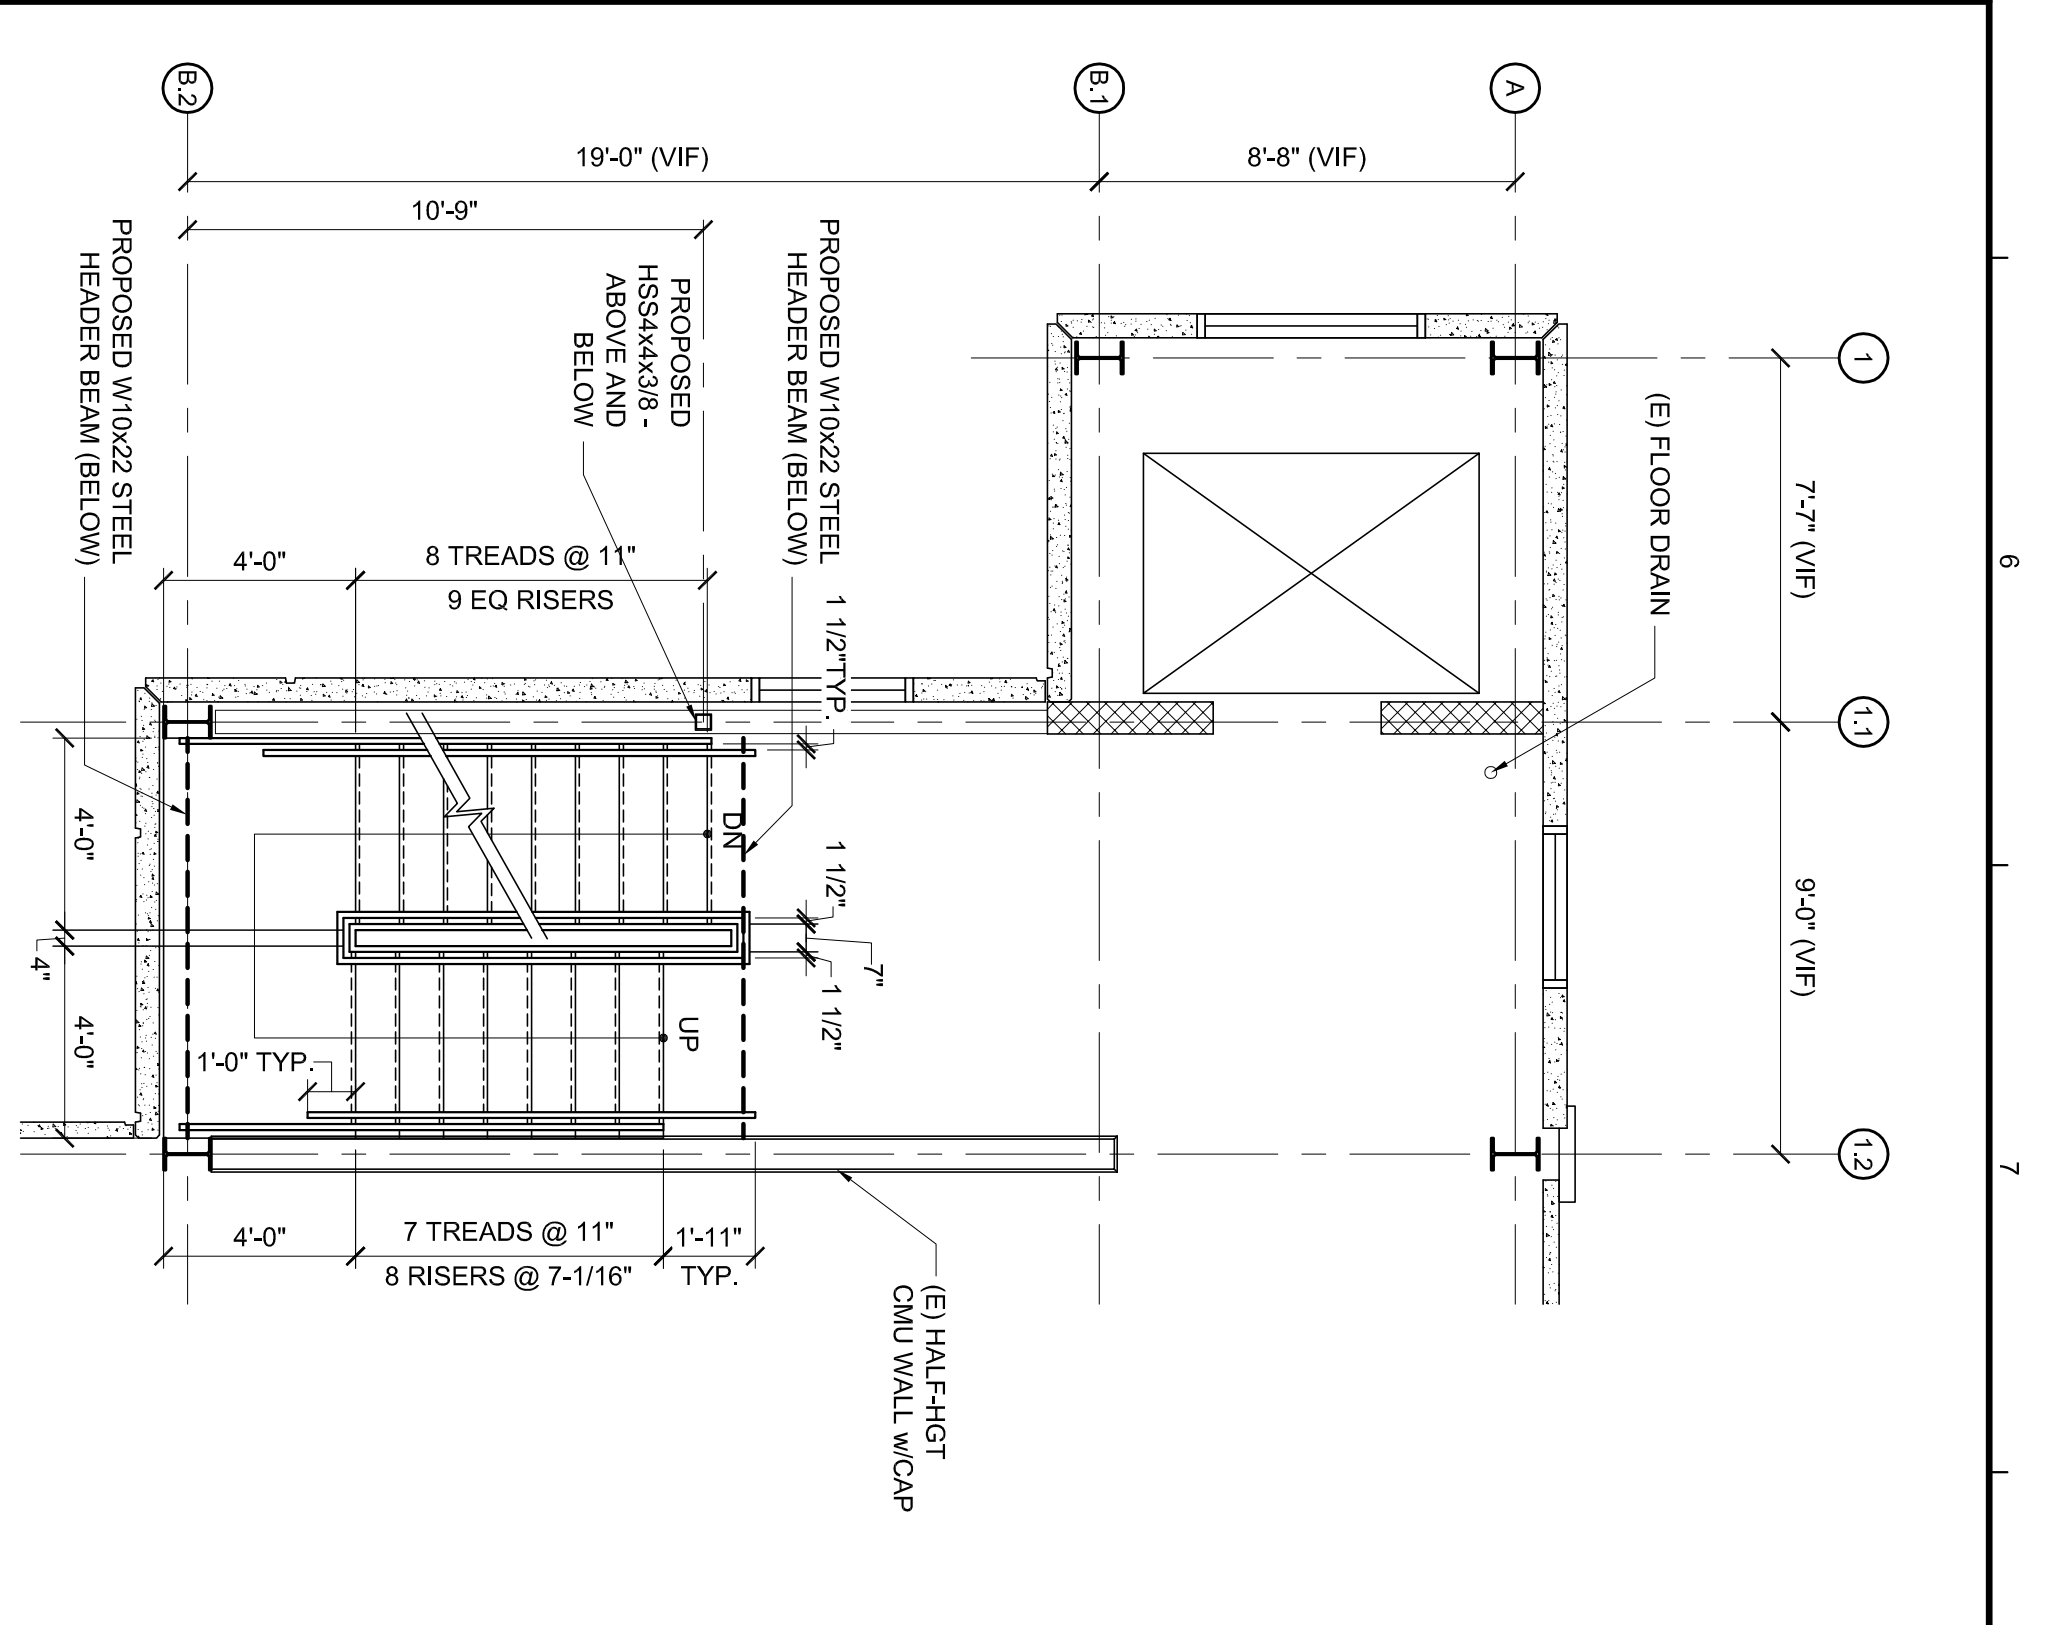 B.2
B.1
A
19'-0" (VIF)
8'-8" (VIF)
10'-9"
PROPOSED W10x22 STEEL
HEADER BEAM (BELOW)
PROPOSED
HSS4x4x3/8 -
ABOVE AND
BELOW
PROPOSED W10x22 STEEL
HEADER BEAM (BELOW)
(E) FLOOR DRAIN
1
7'-7" (VIF)
6
4'-0"
8 TREADS @ 11"
9 EQ RISERS
1 1/2"TYP.
1.1
9'-0" (VIF)
DN
1 1/2"
7"
1 1/2"
4'-0"
4"
4'-0"
UP
1'-0" TYP.
1.2
7
4'-0"
7 TREADS @ 11"
8 RISERS @ 7-1/16"
1'-11"
TYP.
(E) HALF-HGT
CMU WALL w/CAP